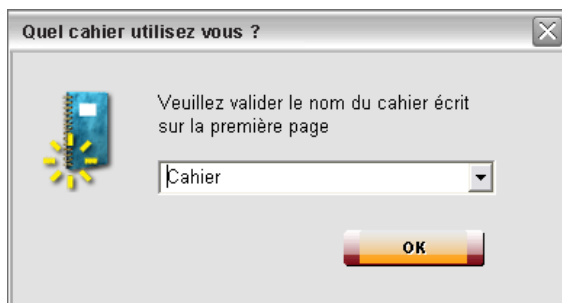 Quel cahier utilisez vous ?
Veuillez valider le nom du cahier écrit
sur la première page
Cahier
OK